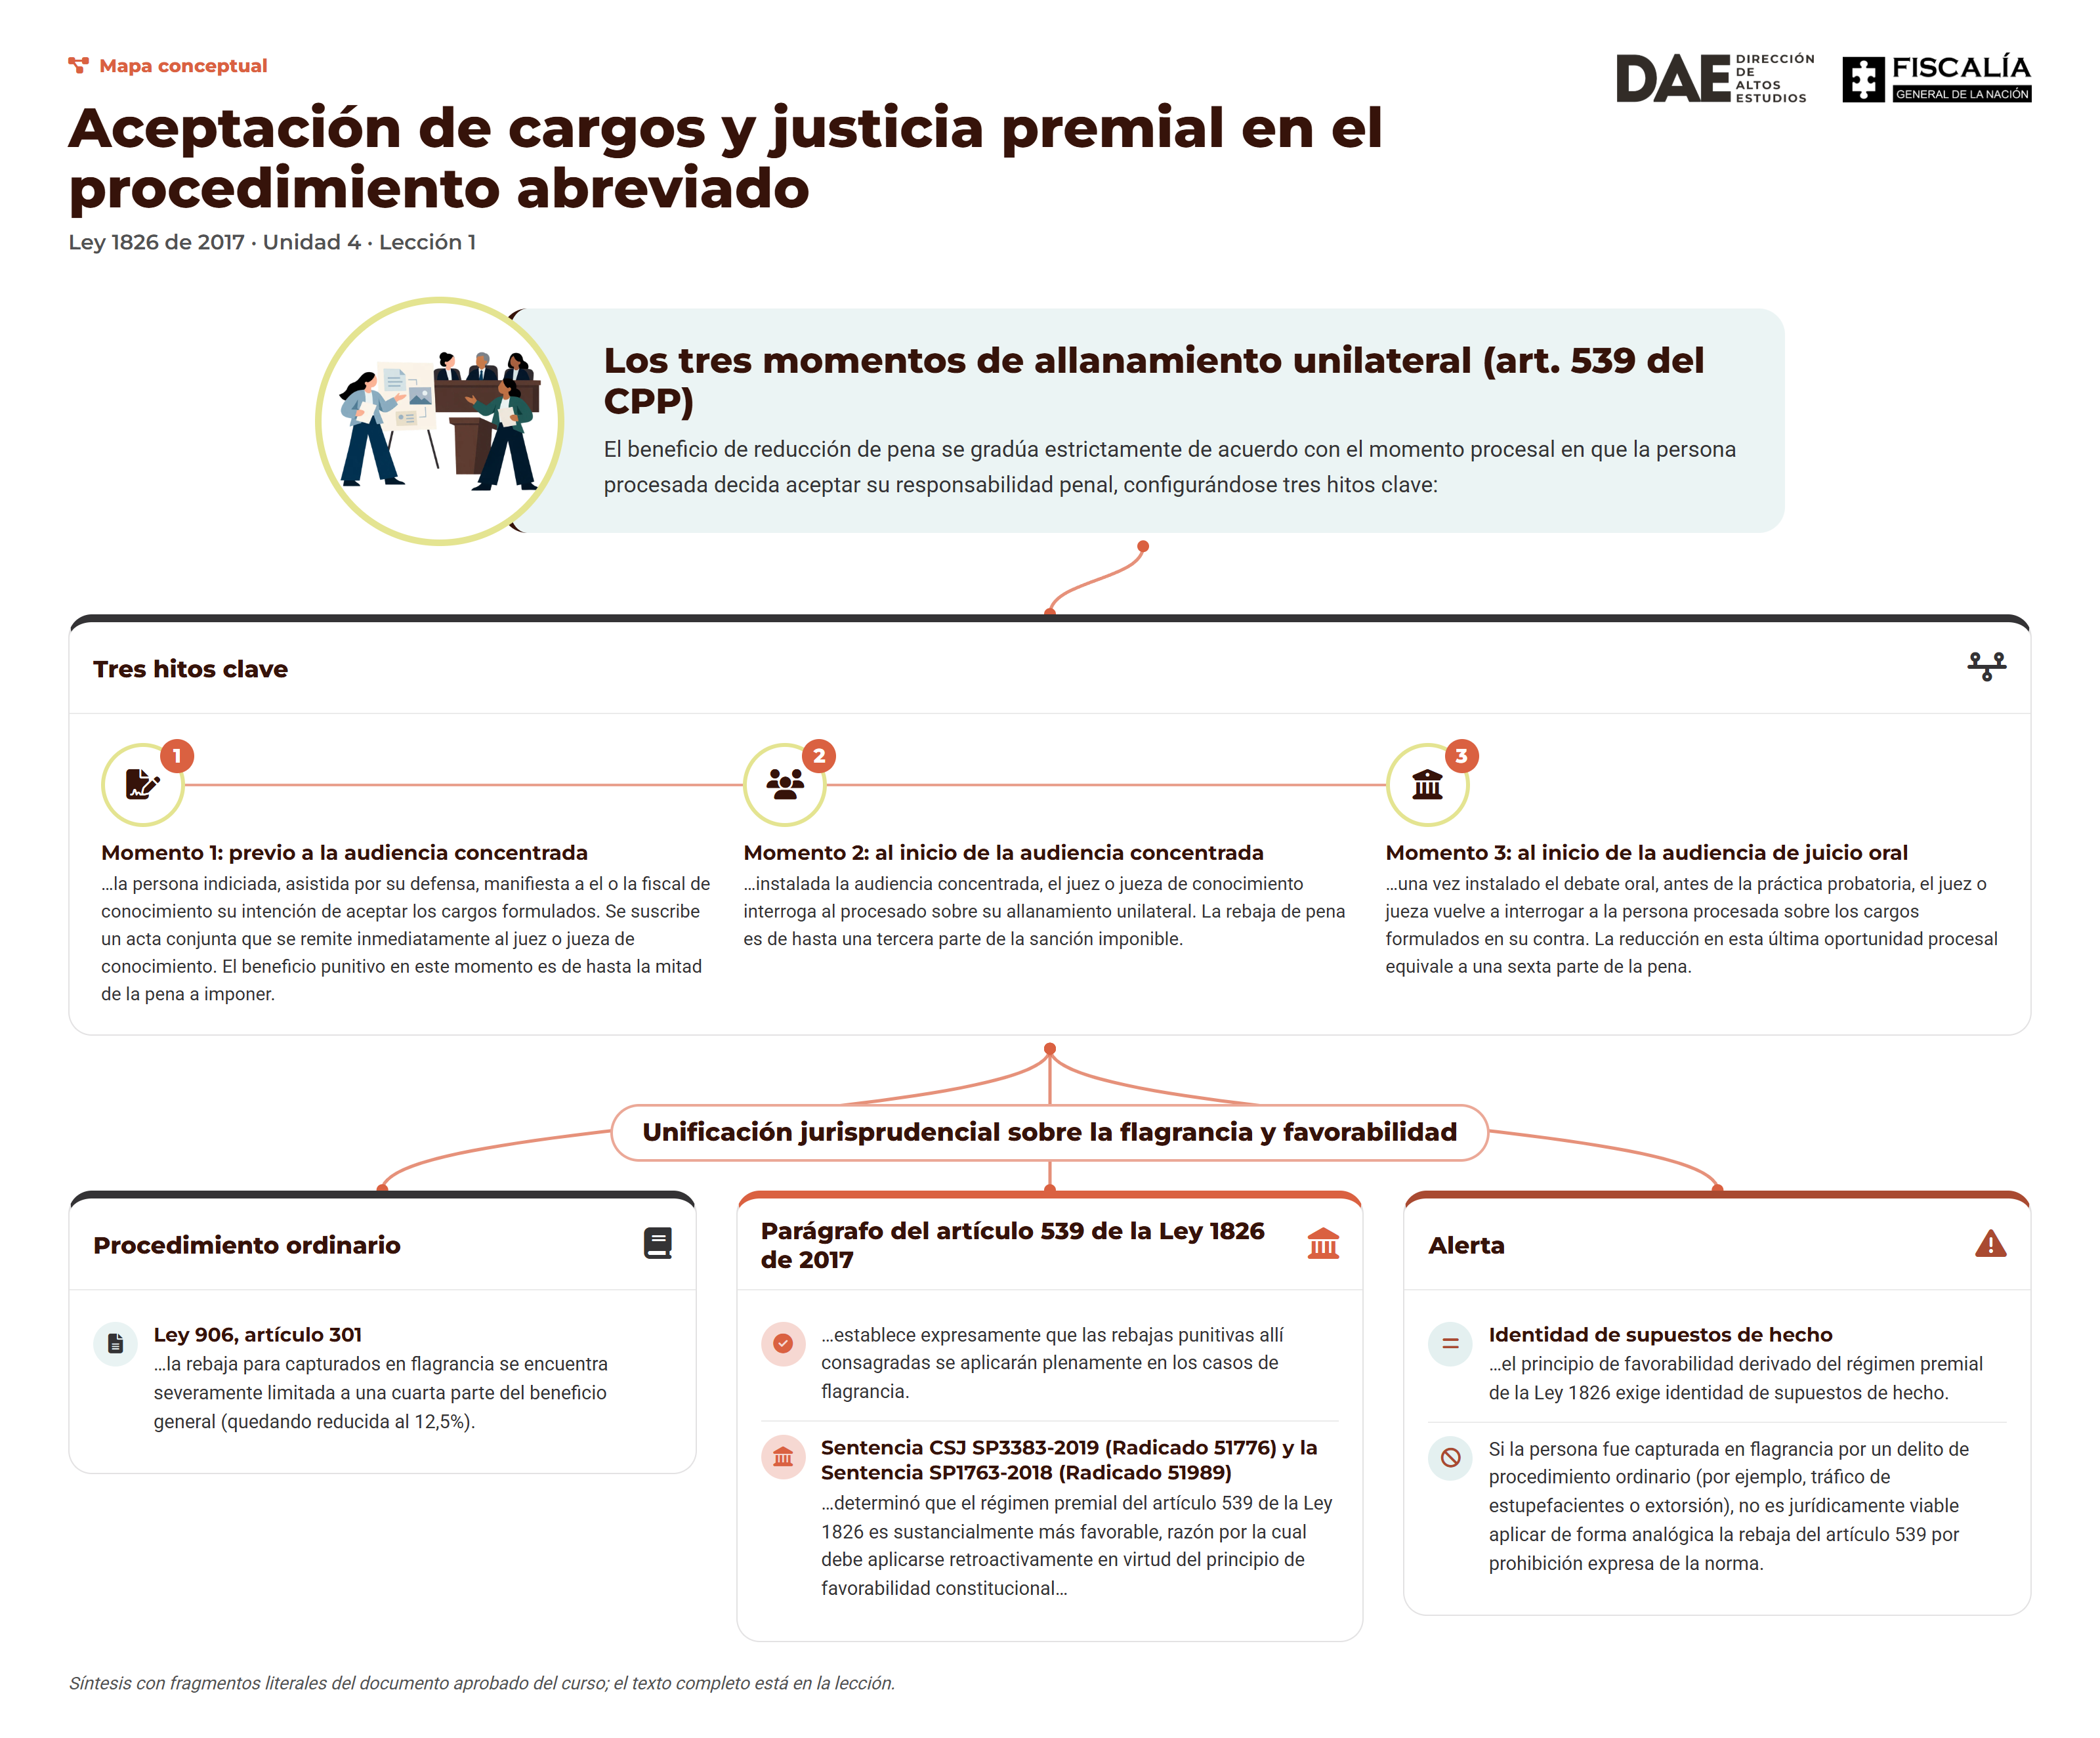 Mapa conceptual
Aceptación de cargos y justicia premial en el
procedimiento abreviado
Ley 1826 de 2017 · Unidad 4 · Lección 1
DAE
DIRECCIÓN
DE
ALTOS
ESTUDIOS
FISCALÍA
GENERAL DE LA NACIÓN
Los tres momentos de allanamiento unilateral (art. 539 del
CPP)
El beneficio de reducción de pena se gradúa estrictamente de acuerdo con el momento procesal en que la persona
procesada decida aceptar su responsabilidad penal, configurándose tres hitos clave:
Tres hitos clave
1
Momento 1: previo a la audiencia concentrada
...la persona indiciada, asistida por su defensa, manifiesta a el o la fiscal de
conocimiento su intención de aceptar los cargos formulados. Se suscribe
un acta conjunta que se remite inmediatamente al juez o jueza de
conocimiento. El beneficio punitivo en este momento es de hasta la mitad
de la pena a imponer.
2
Momento 2: al inicio de la audiencia concentrada
...instalada la audiencia concentrada, el juez o jueza de conocimiento
interroga al procesado sobre su allanamiento unilateral. La rebaja de pena
es de hasta una tercera parte de la sanción imponible.
3
Momento 3: al inicio de la audiencia de juicio oral
...una vez instalado el debate oral, antes de la práctica probatoria, el juez o
jueza vuelve a interrogar a la persona procesada sobre los cargos
formulados en su contra. La reducción en esta última oportunidad procesal
equivale a una sexta parte de la pena.
Unificación jurisprudencial sobre la flagrancia y favorabilidad
Procedimiento ordinario
Ley 906, artículo 301
...la rebaja para capturados en flagrancia se encuentra
severamente limitada a una cuarta parte del beneficio
general (quedando reducida al 12,5%).
Parágrafo del artículo 539 de la Ley 1826
de 2017
...establece expresamente que las rebajas punitivas allí
consagradas se aplicarán plenamente en los casos de
flagrancia.
Sentencia CSJ SP3383-2019 (Radicado 51776) y la
Sentencia SP1763-2018 (Radicado 51989)
...determinó que el régimen premial del artículo 539 de la Ley
1826 es sustancialmente más favorable, razón por la cual
debe aplicarse retroactivamente en virtud del principio de
favorabilidad constitucional...
Alerta
Identidad de supuestos de hecho
...el principio de favorabilidad derivado del régimen premial
de la Ley 1826 exige identidad de supuestos de hecho.
Si la persona fue capturada en flagrancia por un delito de
procedimiento ordinario (por ejemplo, tráfico de
estupefacientes o extorsión), no es jurídicamente viable
aplicar de forma analógica la rebaja del artículo 539 por
prohibición expresa de la norma.
Síntesis con fragmentos literales del documento aprobado del curso; el texto completo está en la lección.